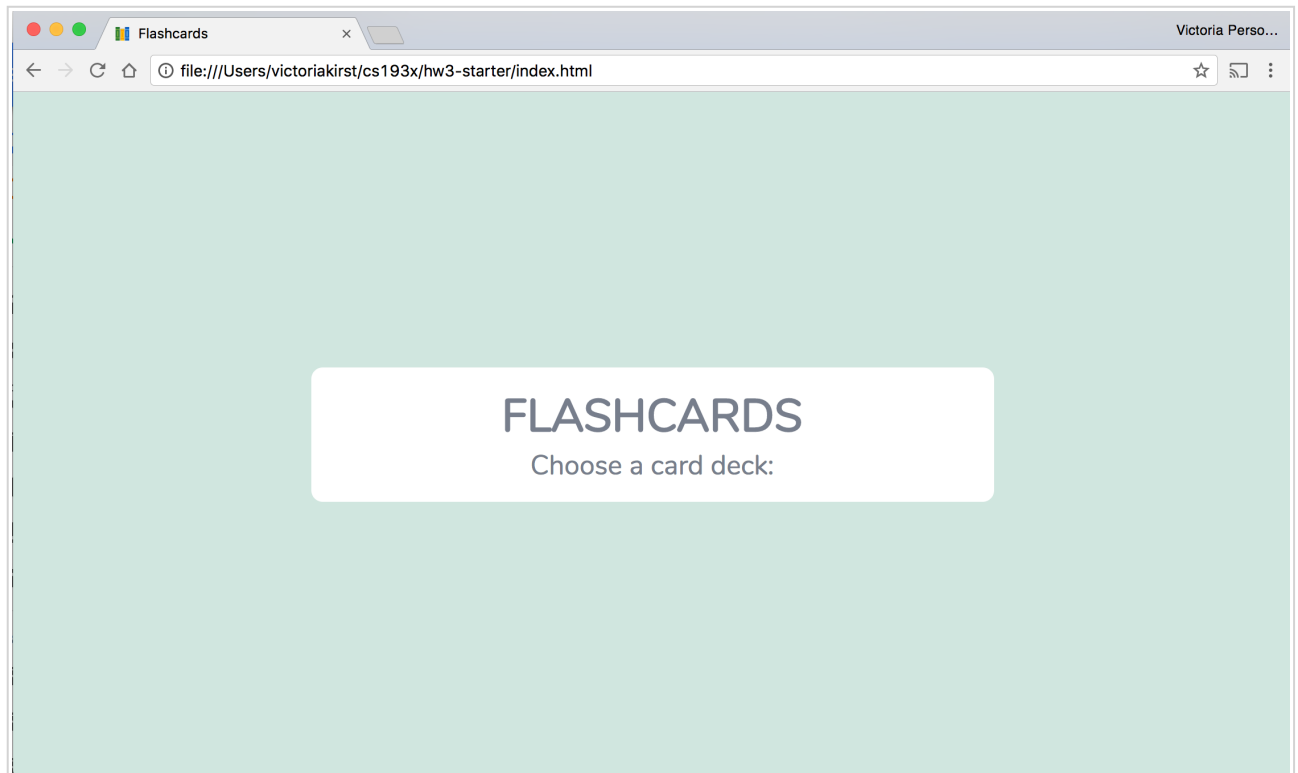 Flashcards
Victoria Perso...
file:///Users/victoriakirst/cs193x/hw3-starter/index.html
FLASHCARDS
Choose a card deck: